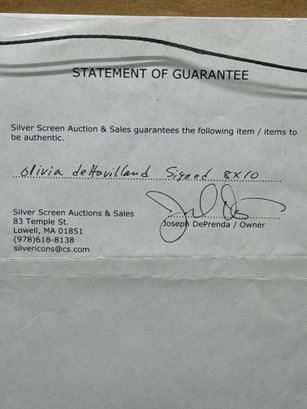 STATEMENT OF GUARANTEE
Silver Screen Auction & Sales guarantees the following item / items to
be authentic.
Olivia deHavilland Signed 8X10
Silver Screen Auctions & Sales
83 Temple St.
Lowell, MA 01851
(978)618-8138
silvericons@cs.com
Joseph DePrenda / Owner